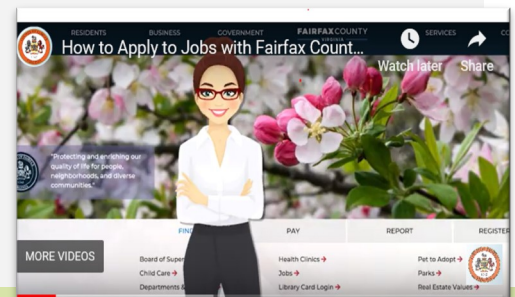 RESIDENTS BUSINESS GOVERNMENT FAIRFAX COUNTY SERVICES
VIRGINIA
How to Apply to Jobs with Fairfax Count...
Watch later Share
"Protecting and enriching our
quality of life for people,
neighborhoods, and diverse
communities."
PAY REPORT REGISTER
MORE VIDEOS
Board of Super Health Clinics → Pet to Adopt →
Child Care → Jobs → Parks →
Departments & Library Card Login → Real Estate Values →